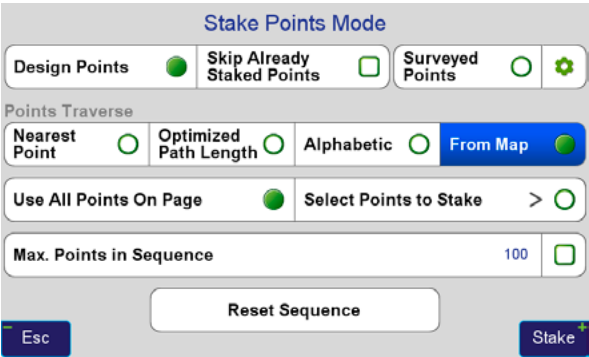 Stake Points Mode
Design Points
Skip Already
Staked Points
Surveyed
Points
Points Traverse
Nearest
Point
Optimized
Path Length
Alphabetic
From Map
Use All Points On Page
Select Points to Stake >
Max. Points in Sequence 100
Reset Sequence
Esc
Stake